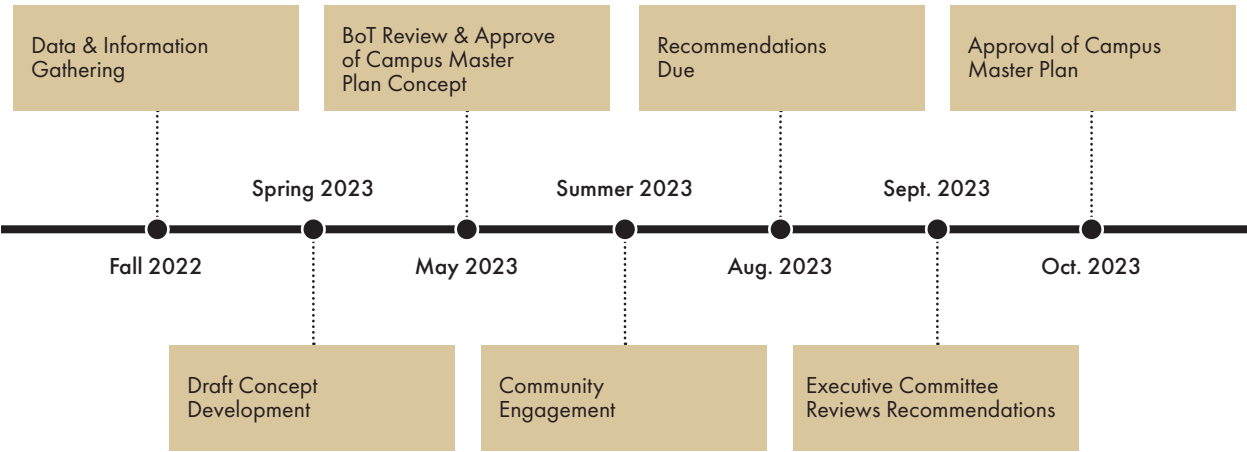 Data & Information
Gathering
BoT Review & Approve
of Campus Master
Plan Concept
Recommendations
Due
Approval of Campus
Master Plan
Spring 2023
Summer 2023
Sept. 2023
Fall 2022
May 2023
Aug. 2023
Oct. 2023
Draft Concept
Development
Community
Engagement
Executive Committee
Reviews Recommendations